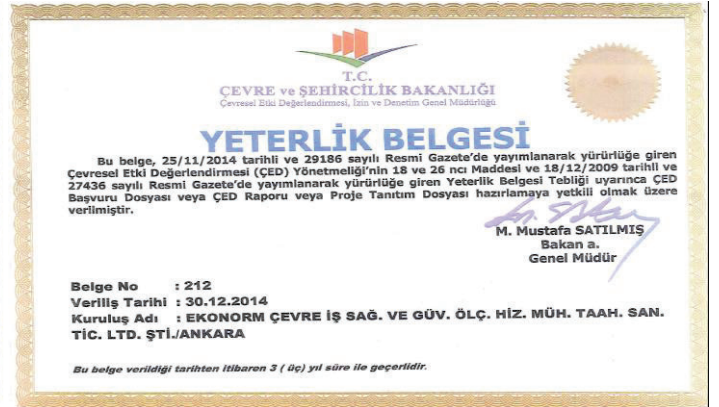 T.C.
ÇEVRE ve ŞEHİRCİLİK BAKANLIĞI
Çevresel Etki Değerlendirmesi, İzin ve Denetim Genel Müdürlüğü
YETERLİK BELGESİ
Bu belge, 25/11/2014 tarihli ve 29186 sayılı Resmi Gazete'de yayımlanarak yürürlüğe giren
Çevresel Etki Değerlendirmesi (ÇED) Yönetmeliği'nin 18 ve 26 ncı Maddesi ve 18/12/2009 tarihli ve
27436 sayılı Resmi Gazete'de yayımlanarak yürürlüğe giren Yeterlik Belgesi Tebliği uyarınca ÇED
Başvuru Dosyası veya ÇED Raporu veya Proje Tanıtım Dosyası hazırlamaya yetkili olmak üzere
verilmiştir.
M. Mustafa SATILMIŞ
Bakan a.
Genel Müdür
Belge No : 212
Veriliş Tarihi : 30.12.2014
Kuruluş Adı : EKONORM ÇEVRE İŞ SAĞ. VE GÜV. ÖLÇ. HİZ. MÜH. TAAH. SAN.
TİC. LTD. ŞTİ./ANKARA
Bu belge verildiği tarihten itibaren 3 ( üç) yıl süre ile geçerlidir.